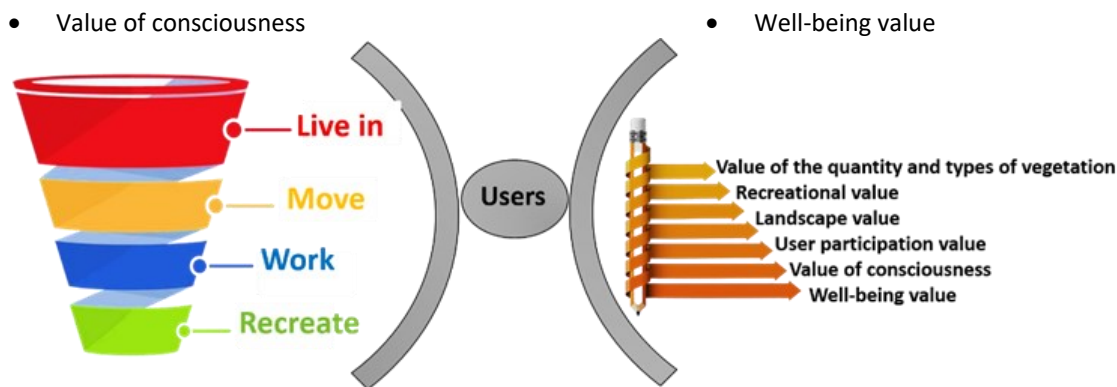 • Value of consciousness
• Well-being value
Live in
Move
Work
Recreate
Users
Value of the quantity and types of vegetation
Recreational value
Landscape value
User participation value
Value of consciousness
Well-being value